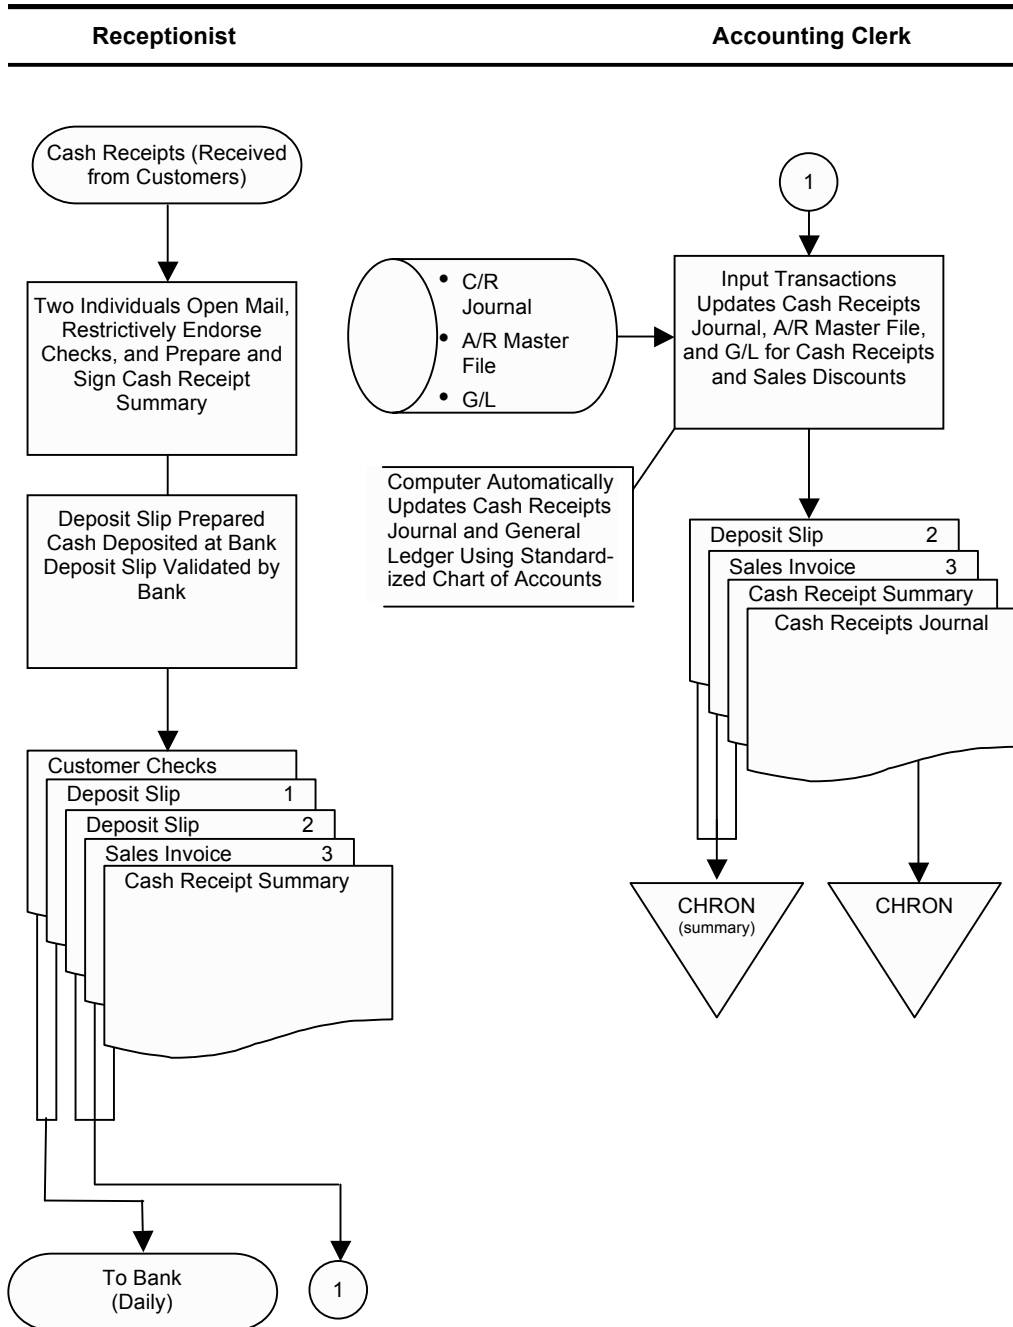 Receptionist
Accounting Clerk
Cash Receipts (Received
from Customers)
Two Individuals Open Mail,
Restrictively Endorse
Checks, and Prepare and
Sign Cash Receipt
Summary
Deposit Slip Prepared
Cash Deposited at Bank
Deposit Slip Validated by
Bank
Customer Checks
Deposit Slip 1
Deposit Slip 2
Sales Invoice 3
Cash Receipt Summary
To Bank
(Daily)
1
1
• C/R
Journal
• A/R Master
File
• G/L
Input Transactions
Updates Cash Receipts
Journal, A/R Master File,
and G/L for Cash Receipts
and Sales Discounts
Computer Automatically
Updates Cash Receipts
Journal and General
Ledger Using Standard-
ized Chart of Accounts
Deposit Slip 2
Sales Invoice 3
Cash Receipt Summary
Cash Receipts Journal
CHRON
(summary)
CHRON